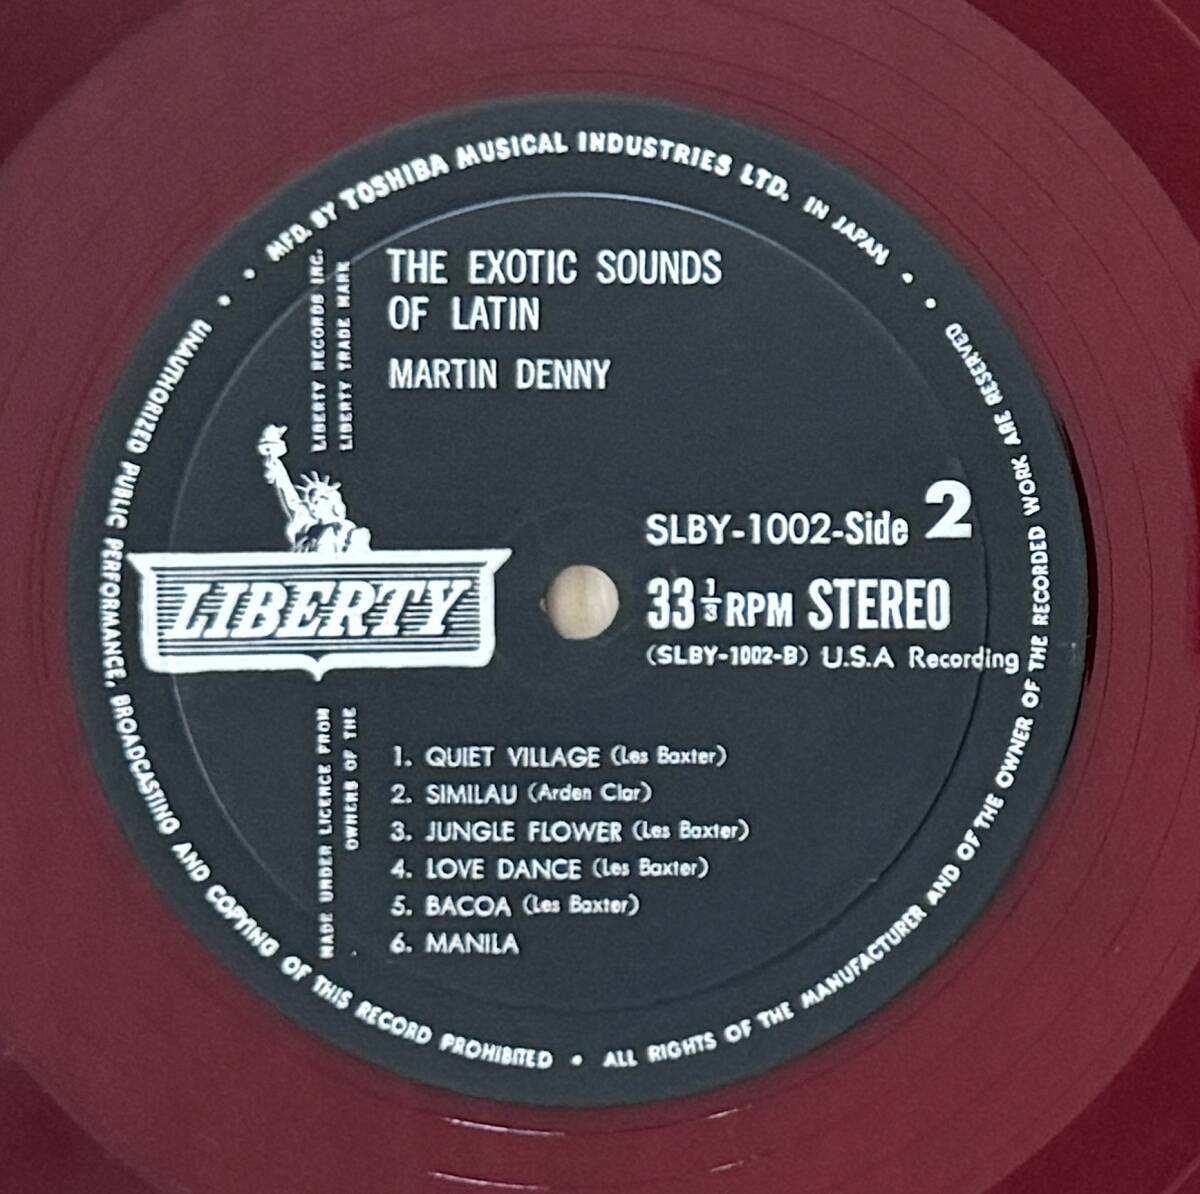 MFD. BY TOSHIBA MUSICAL INDUSTRIES LTD. IN JAPAN
THE EXOTIC SOUNDS
OF LATIN
MARTIN DENNY
LIBERTY RECORDS INC.
LIBERTY TRADE MARK
LIBERTY
SLBY-1002-Side 2
33 1/3 RPM STEREO
(SLBY-1002-B) U.S.A Recording
MADE UNDER LICENCE FROM
OWNERS OF THE
1. QUIET VILLAGE (Les Baxter)
2. SIMILAU (Arden Clar)
3. JUNGLE FLOWER (Les Baxter)
4. LOVE DANCE (Les Baxter)
5. BACOA (Les Baxter)
6. MANILA
UNAUTHORIZED PUBLIC PERFORMANCE, BROADCASTING AND COPYING OF THIS RECORD PROHIBITED • ALL RIGHTS OF THE MANUFACTURER AND OF THE OWNER OF THE RECORDED WORK ARE RESERVED